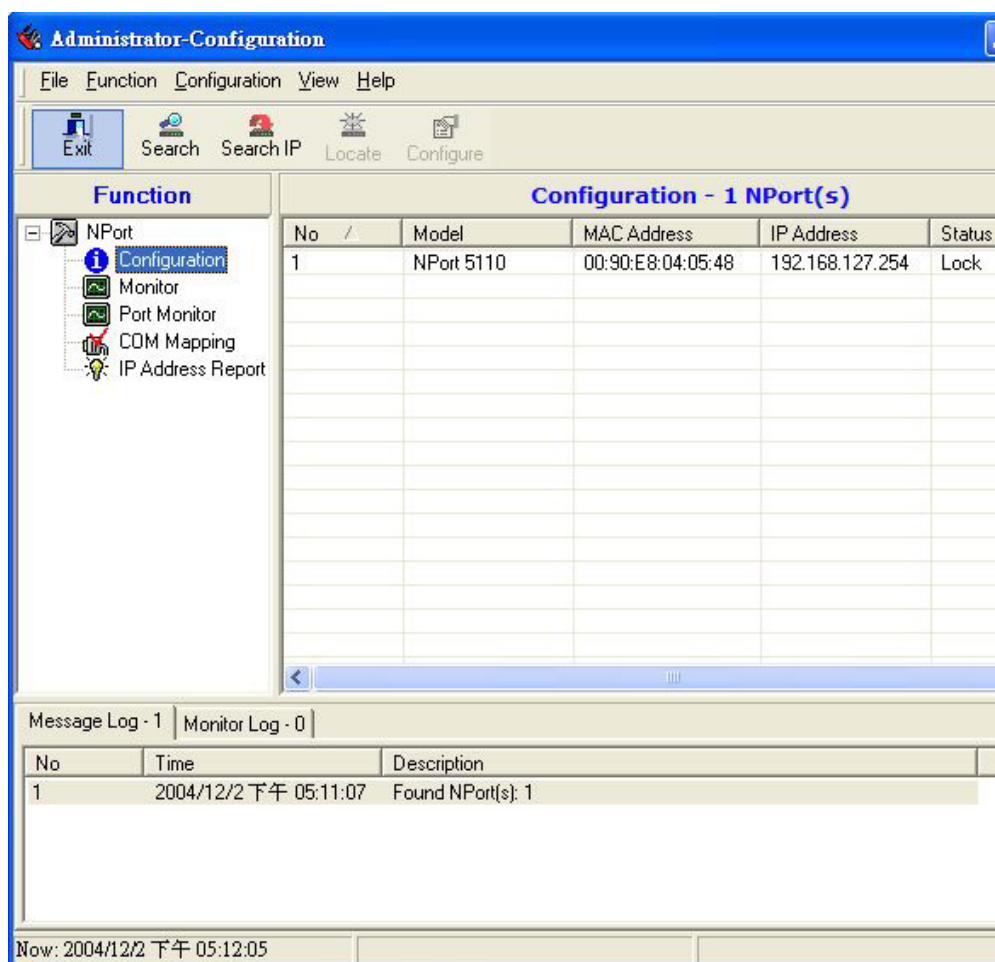 Administrator-Configuration
File Function Configuration View Help
Exit Search Search IP Locate Configure
Function
Configuration - 1 NPort(s)
NPort
Configuration
Monitor
Port Monitor
COM Mapping
IP Address Report
No Model MAC Address IP Address Status
1 NPort 5110 00:90:E8:04:05:48 192.168.127.254 Lock
Message Log - 1 Monitor Log - 0
No Time Description
1 2004/12/2 下午 05:11:07 Found NPort(s): 1
Now: 2004/12/2 下午 05:12:05